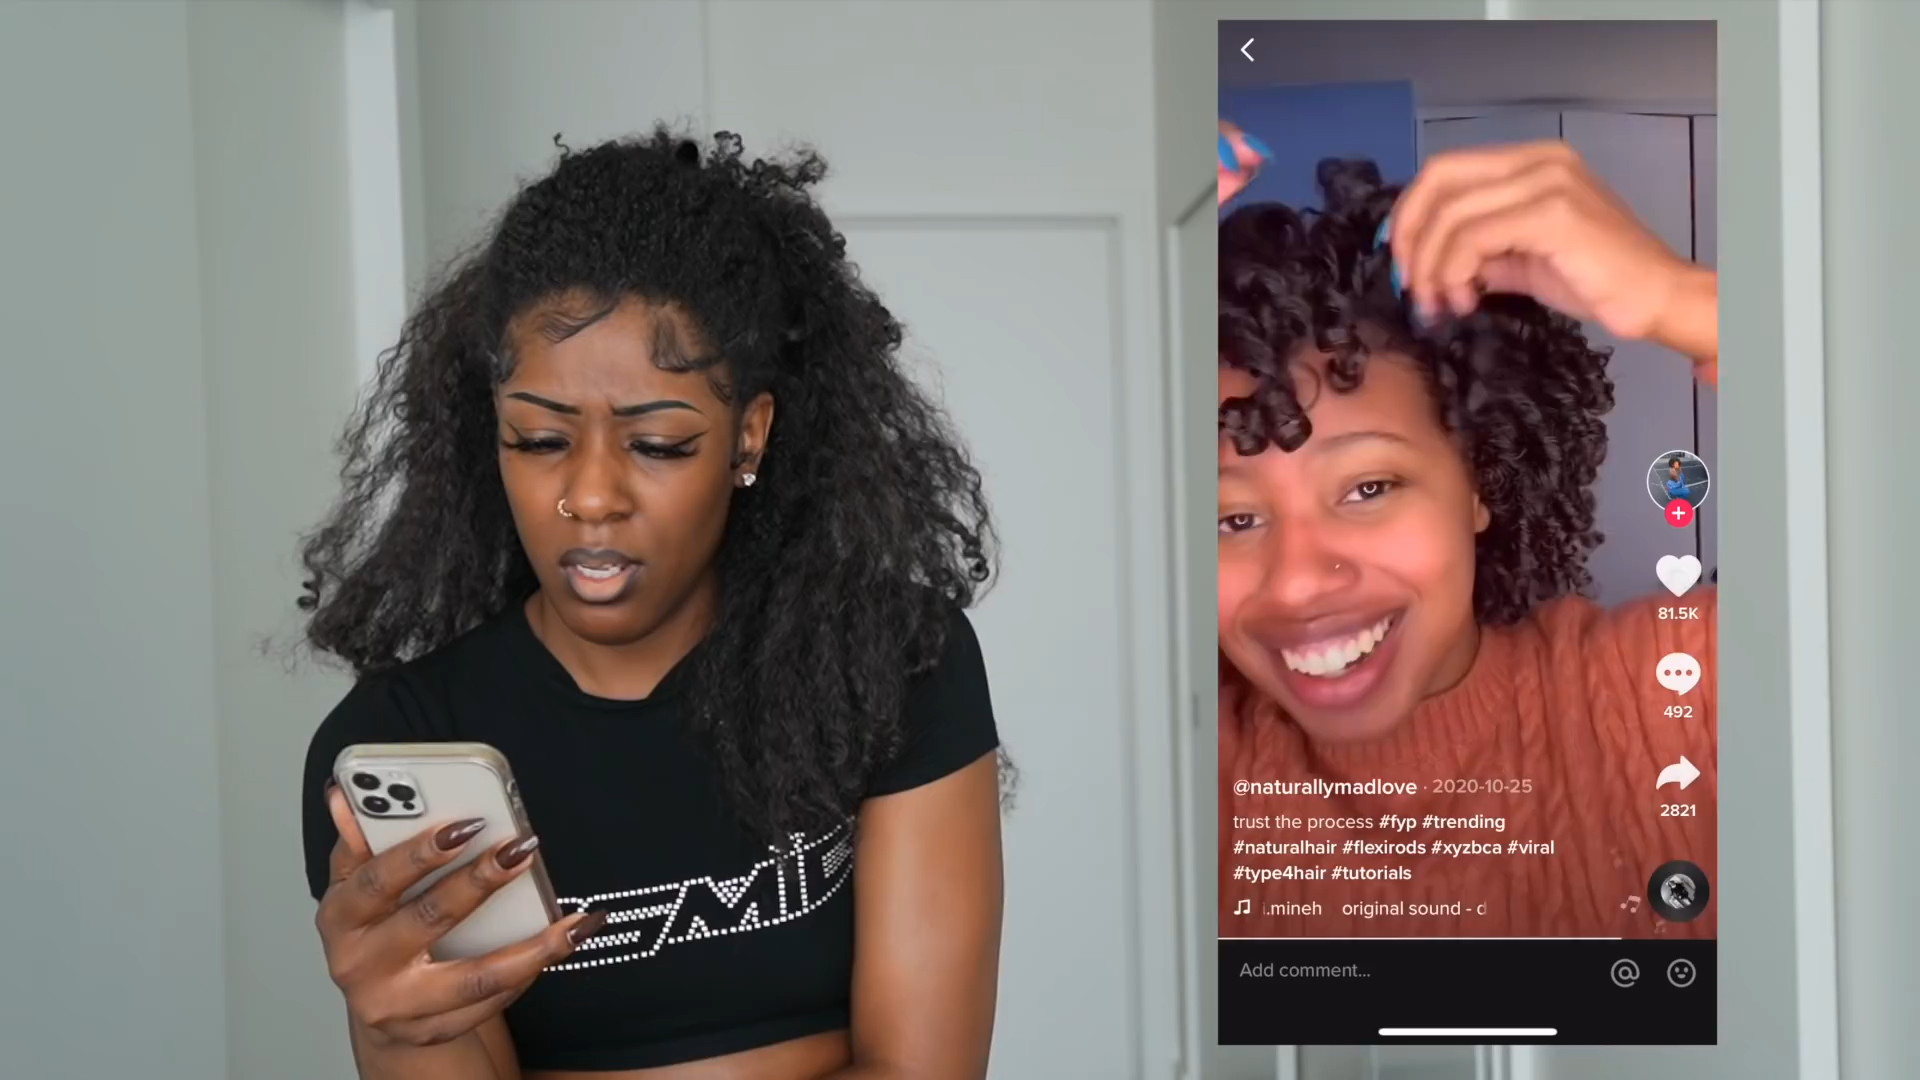 81.5K
492
2821
@naturallymadlove · 2020-10-25
trust the process #fyp #trending
#naturalhair #flexirods #xyzbca #viral
#type4hair #tutorials
i.mineh original sound - d
Add comment...